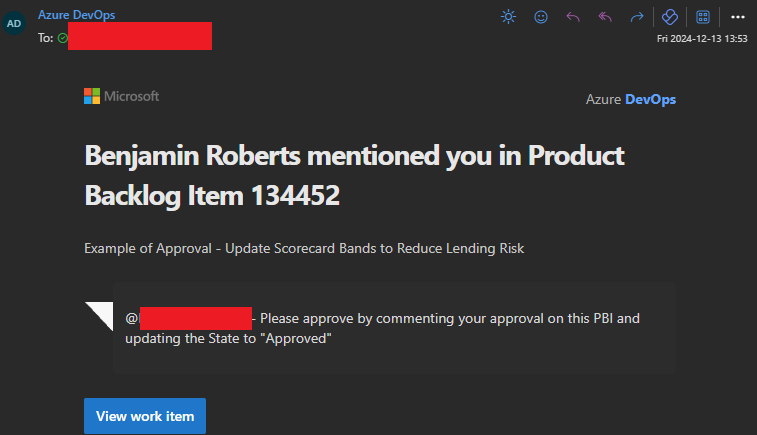 AD
Azure DevOps
To:
Fri 2024-12-13 13:53
Microsoft
Azure DevOps
Benjamin Roberts mentioned you in Product
Backlog Item 134452
Example of Approval - Update Scorecard Bands to Reduce Lending Risk
@ - Please approve by commenting your approval on this PBI and
updating the State to "Approved"
View work item